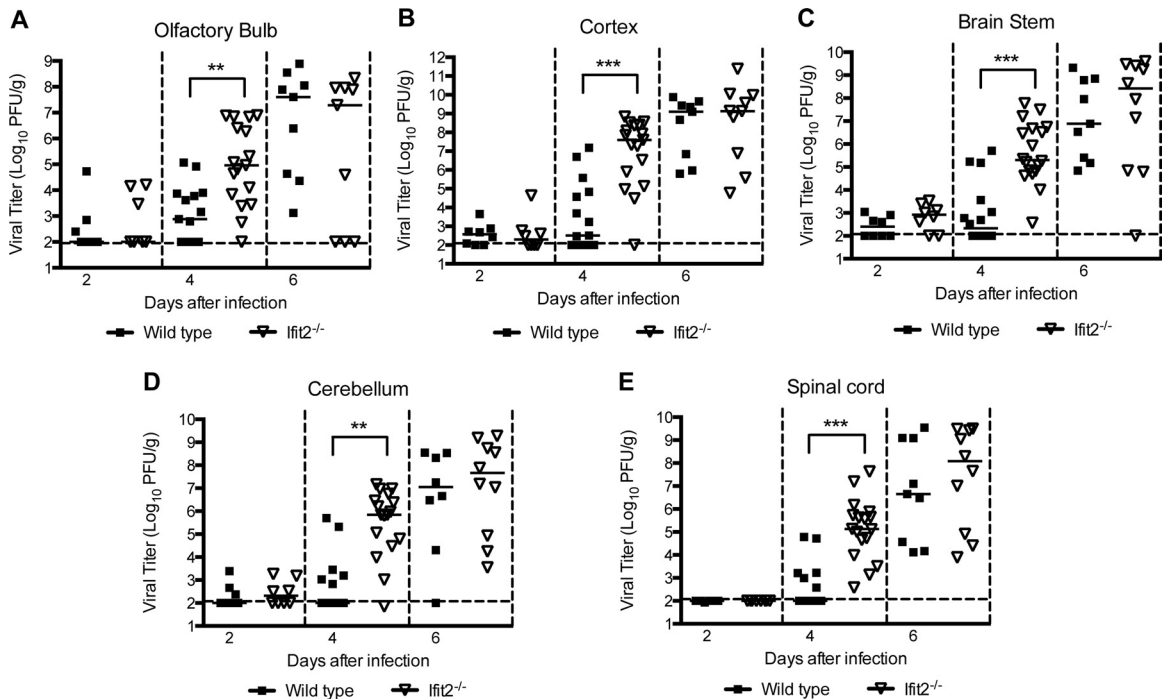 A
Olfactory Bulb
Viral Titer (Log10 PFU/g)
9
8
7
6
5
4
3
2
1
**
2
4
6
Days after infection
Wild type
Ifit2-/-
B
Cortex
Viral Titer (Log10 PFU/g)
12
11
10
9
8
7
6
5
4
3
2
1
***
2
4
6
Days after infection
Wild type
Ifit2-/-
C
Brain Stem
Viral Titer (Log10 PFU/g)
10
9
8
7
6
5
4
3
2
1
***
2
4
6
Days after infection
Wild type
Ifit2-/-
D
Cerebellum
Viral Titer (Log10 PFU/g)
10
9
8
7
6
5
4
3
2
1
**
2
4
6
Days after infection
Wild type
Ifit2-/-
E
Spinal cord
Viral Titer (Log10 PFU/g)
10
9
8
7
6
5
4
3
2
1
***
2
4
6
Days after infection
Wild type
Ifit2-/-